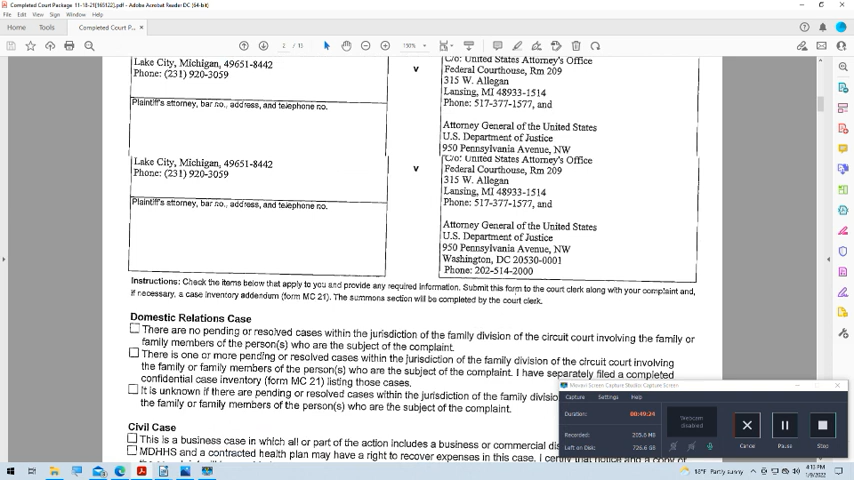 Completed Court Package 11-18-21[165122].pdf - Adobe Acrobat Reader DC (64-bit)
File Edit View Sign Window Help
Home Tools Completed Court P... ×
2 / 13 150%
Lake City, Michigan, 49651-8442
Phone: (231) 920-3059
Plaintiff's attorney, bar no., address, and telephone no.
v
C/o: United States Attorney's Office
Federal Courthouse, Rm 209
315 W. Allegan
Lansing, MI 48933-1514
Phone: 517-377-1577, and
Attorney General of the United States
U.S. Department of Justice
950 Pennsylvania Avenue, NW
Lake City, Michigan, 49651-8442
Phone: (231) 920-3059
Plaintiff's attorney, bar no., address, and telephone no.
v
C/o: United States Attorney's Office
Federal Courthouse, Rm 209
315 W. Allegan
Lansing, MI 48933-1514
Phone: 517-377-1577, and
Attorney General of the United States
U.S. Department of Justice
950 Pennsylvania Avenue, NW
Washington, DC 20530-0001
Phone: 202-514-2000
Instructions: Check the items below that apply to you and provide any required information. Submit this form to the court clerk along with your complaint and,
if necessary, a case inventory addendum (form MC 21). The summons section will be completed by the court clerk.
Domestic Relations Case
There are no pending or resolved cases within the jurisdiction of the family division of the circuit court involving the family or
family members of the person(s) who are the subject of the complaint.
There is one or more pending or resolved cases within the jurisdiction of the family division of the circuit court involving
the family or family members of the person(s) who are the subject of the complaint. I have separately filed a completed
confidential case inventory (form MC 21) listing those cases.
It is unknown if there are pending or resolved cases within the jurisdiction of the family division
the family or family members of the person(s) who are the subject of the complaint.
Civil Case
This is a business case in which all or part of the action includes a business or commercial dis
MDHHS and a contracted health plan may have a right to recover expenses in this case. I certify that notice and a copy of
Movavi Screen Capture Studio Capture Screen
Capture Settings Help
Duration: 00:49:24
Recorded: 205.6 MB
Left on Disk: 726.6 GB
Webcam disabled
Cancel Pause Stop
18°F Partly sunny
4:13 PM
1/9/2022